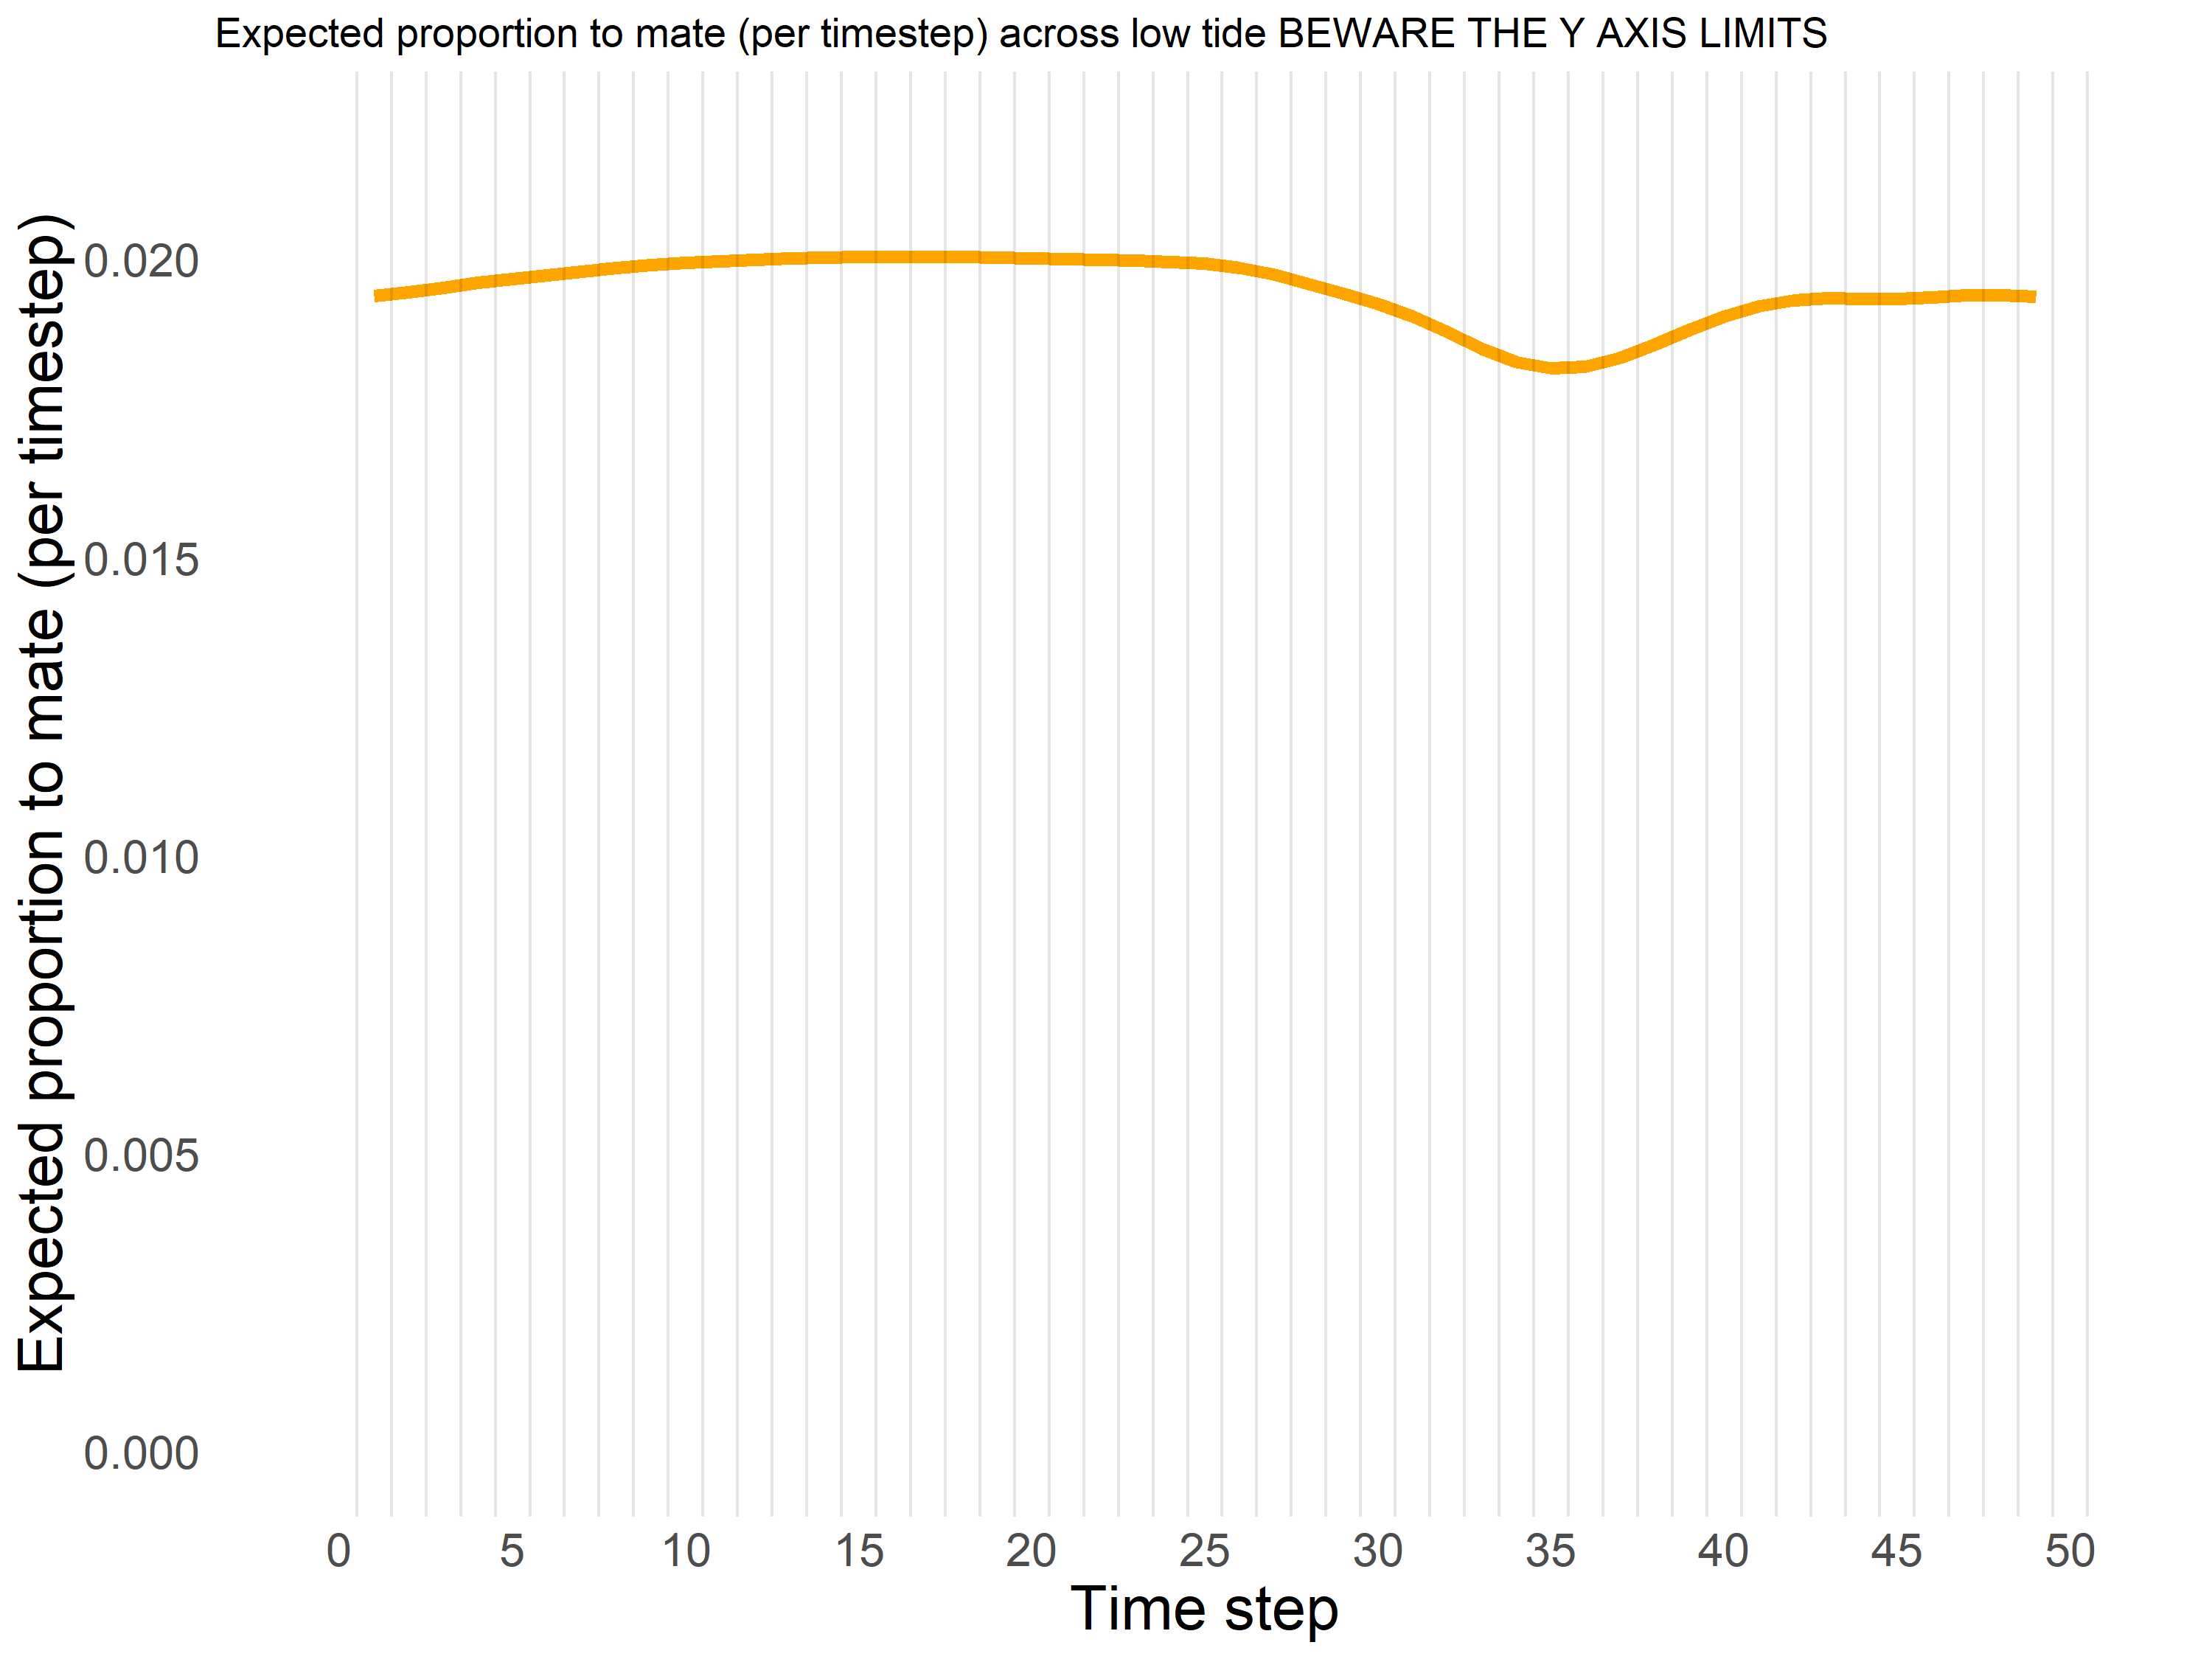 Expected proportion to mate (per timestep) across low tide BEWARE THE Y AXIS LIMITS
Expected proportion to mate (per timestep)
0.020
0.015
0.010
0.005
0.000
0 5 10 15 20 25 30 35 40 45 50
Time step